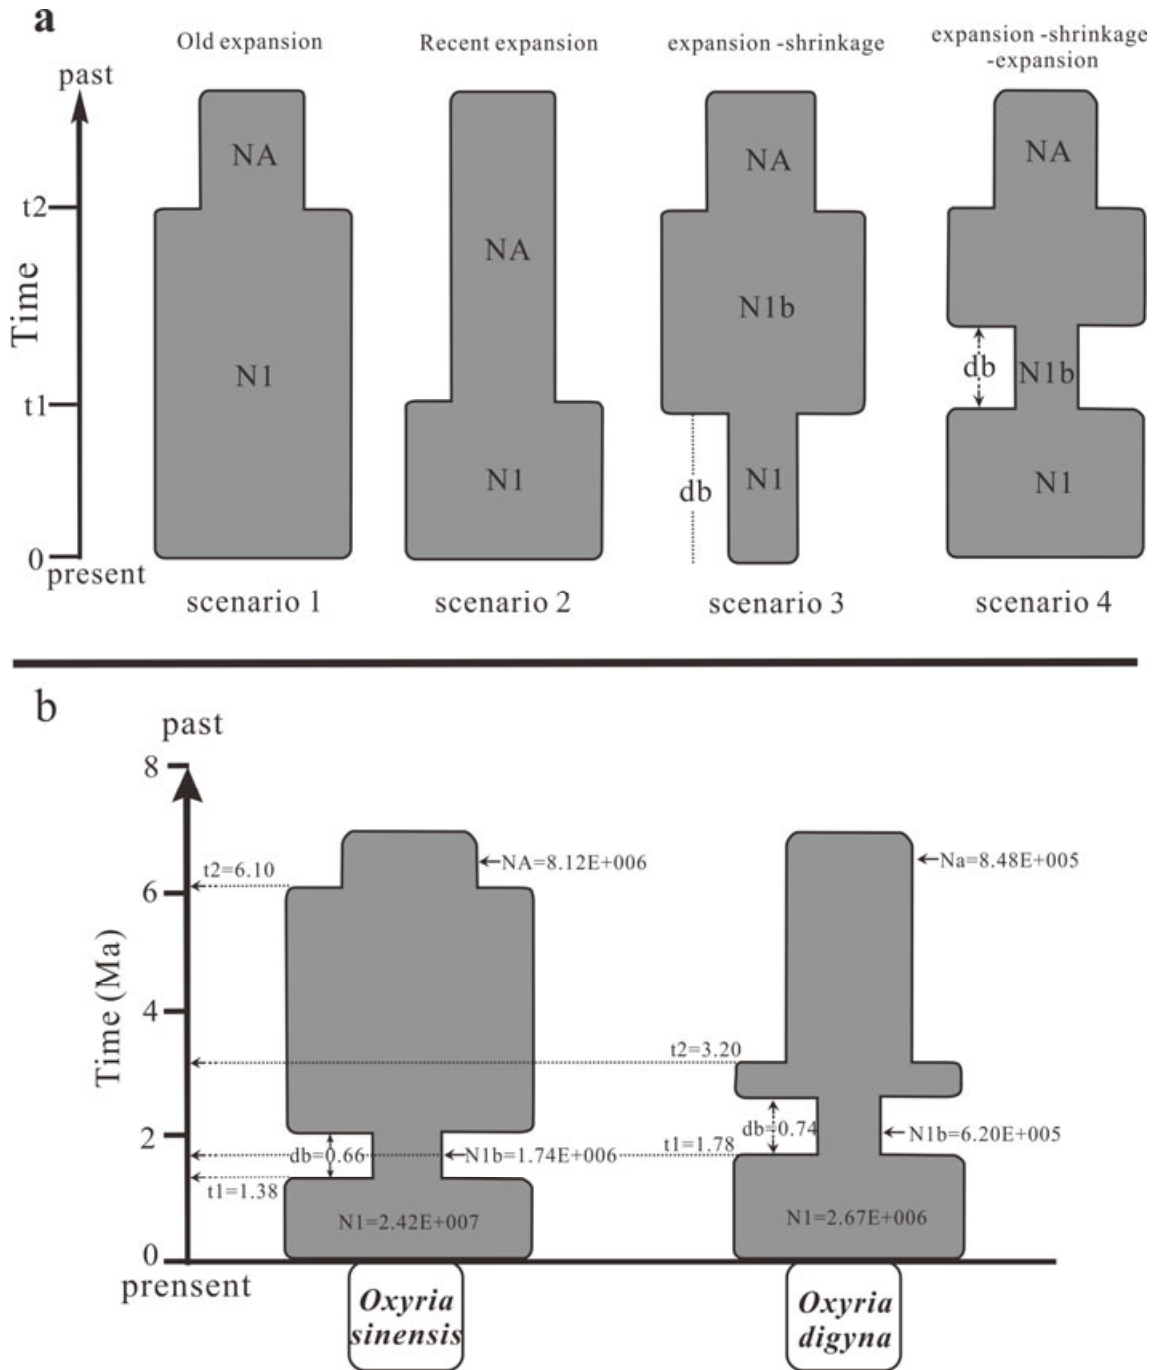 a
Old expansion
Recent expansion
expansion -shrinkage
expansion -shrinkage
-expansion
past
NA
NA
NA
NA
t2
Time
N1b
N1
db
N1b
t1
N1
db
N1
N1
0
present
scenario 1
scenario 2
scenario 3
scenario 4
b
past
8
t2=6.10
NA=8.12E+006
Na=8.48E+005
6
Time (Ma)
4
t2=3.20
2
db=0.66
N1b=1.74E+006
t1=1.78
db=0.74
N1b=6.20E+005
t1=1.38
N1=2.42E+007
N1=2.67E+006
0
prensent
Oxyria
sinensis
Oxyria
digyna